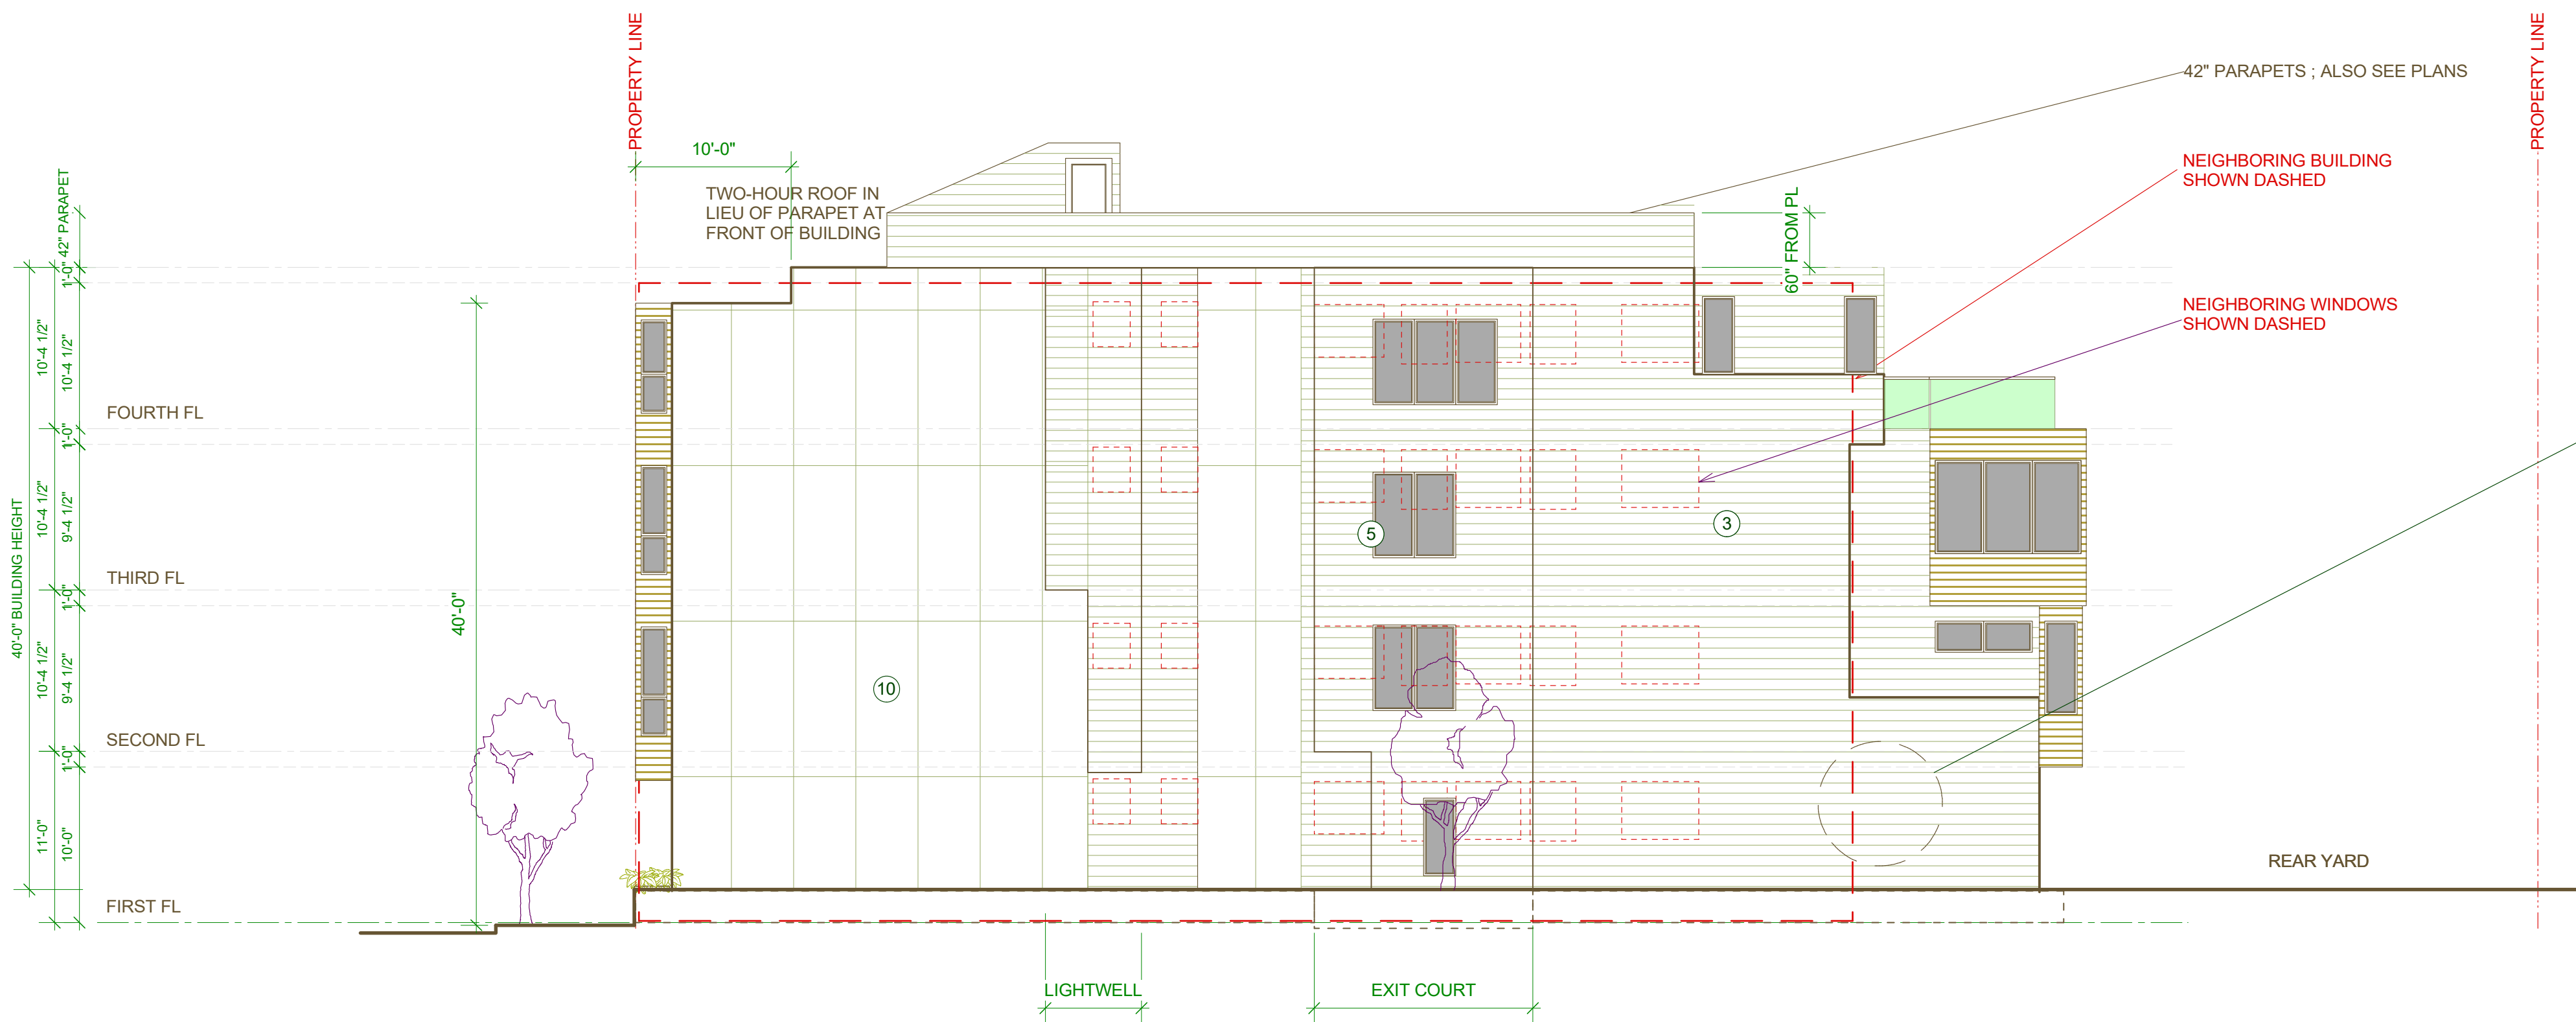 PROPERTY LINE
PROPERTY LINE
42" PARAPETS ; ALSO SEE PLANS
10'-0"
NEIGHBORING BUILDING
SHOWN DASHED
TWO-HOUR ROOF IN
LIEU OF PARAPET AT
FRONT OF BUILDING
60" FROM PL
42" PARAPET
1'-0"
NEIGHBORING WINDOWS
SHOWN DASHED
10'-4 1/2"
10'-4 1/2"
FOURTH FL
1'-0"
40'-0" BUILDING HEIGHT
10'-4 1/2"
9'-4 1/2"
5
3
THIRD FL
1'-0"
40'-0"
10'-4 1/2"
9'-4 1/2"
10
SECOND FL
1'-0"
11'-0"
10'-0"
REAR YARD
FIRST FL
LIGHTWELL
EXIT COURT